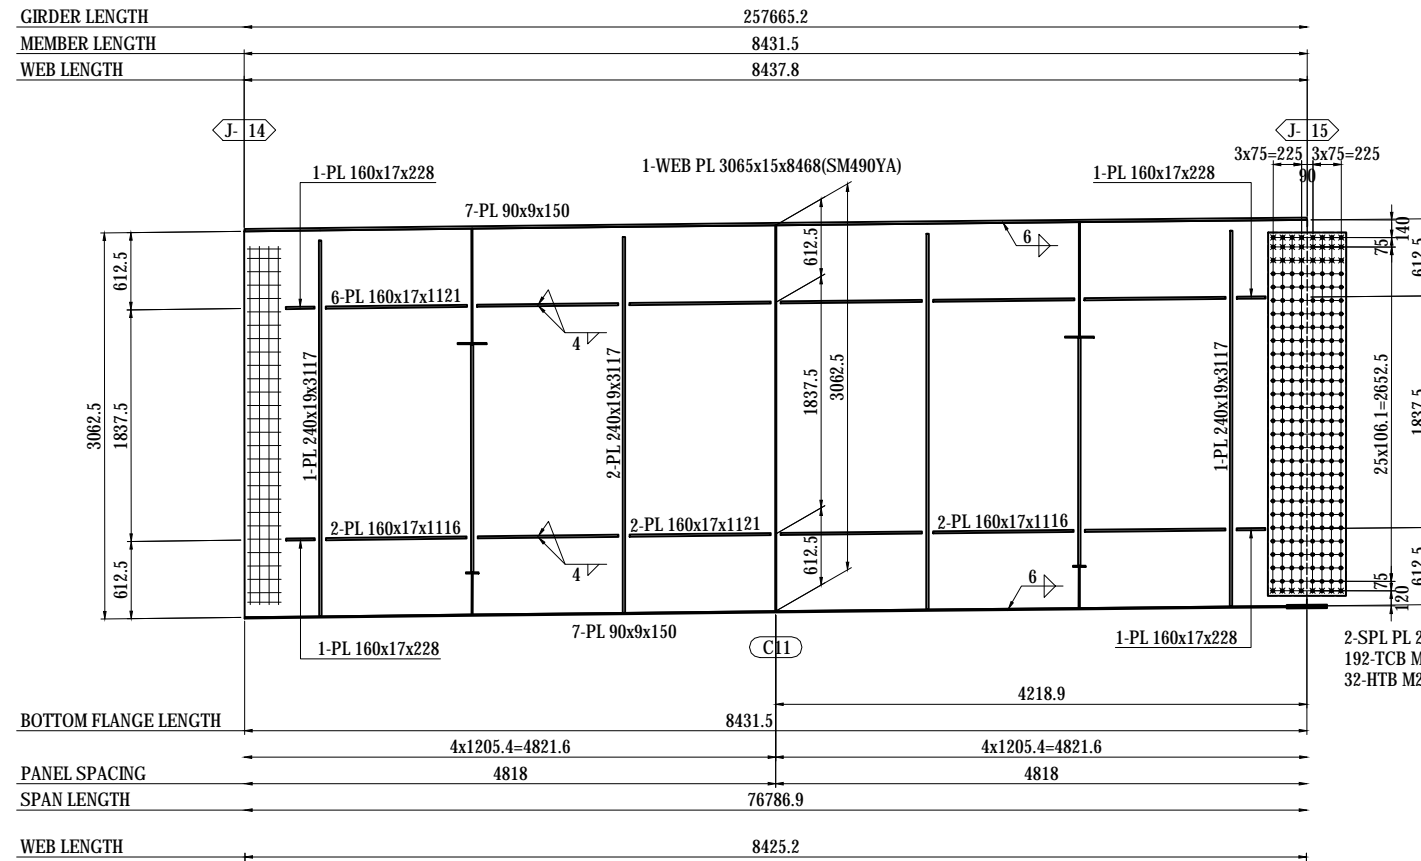 GIRDER LENGTH 257665.2
MEMBER LENGTH 8431.5
WEB LENGTH 8437.8
J- 14
J- 15
3x75=225 3x75=225
90
1-PL 160x17x228
1-WEB PL 3065x15x8468(SM490YA)
1-PL 160x17x228
7-PL 90x9x150
6
140
75
612.5
612.5
612.5
6-PL 160x17x1121
4
3062.5
1837.5
1-PL 240x19x3117
2-PL 240x19x3117
1837.5
3062.5
1-PL 240x19x3117
25x106.1=2652.5
1837.5
2-PL 160x17x1116
2-PL 160x17x1121
2-PL 160x17x1116
4
612.5
612.5
6
75
612.5
120
7-PL 90x9x150
1-PL 160x17x228
C11
1-PL 160x17x228
2-SPL PL 2
192-TCB M
32-HTB M2
4218.9
BOTTOM FLANGE LENGTH 8431.5
4x1205.4=4821.6 4x1205.4=4821.6
PANEL SPACING 4818 4818
SPAN LENGTH 76786.9
WEB LENGTH 8425.2